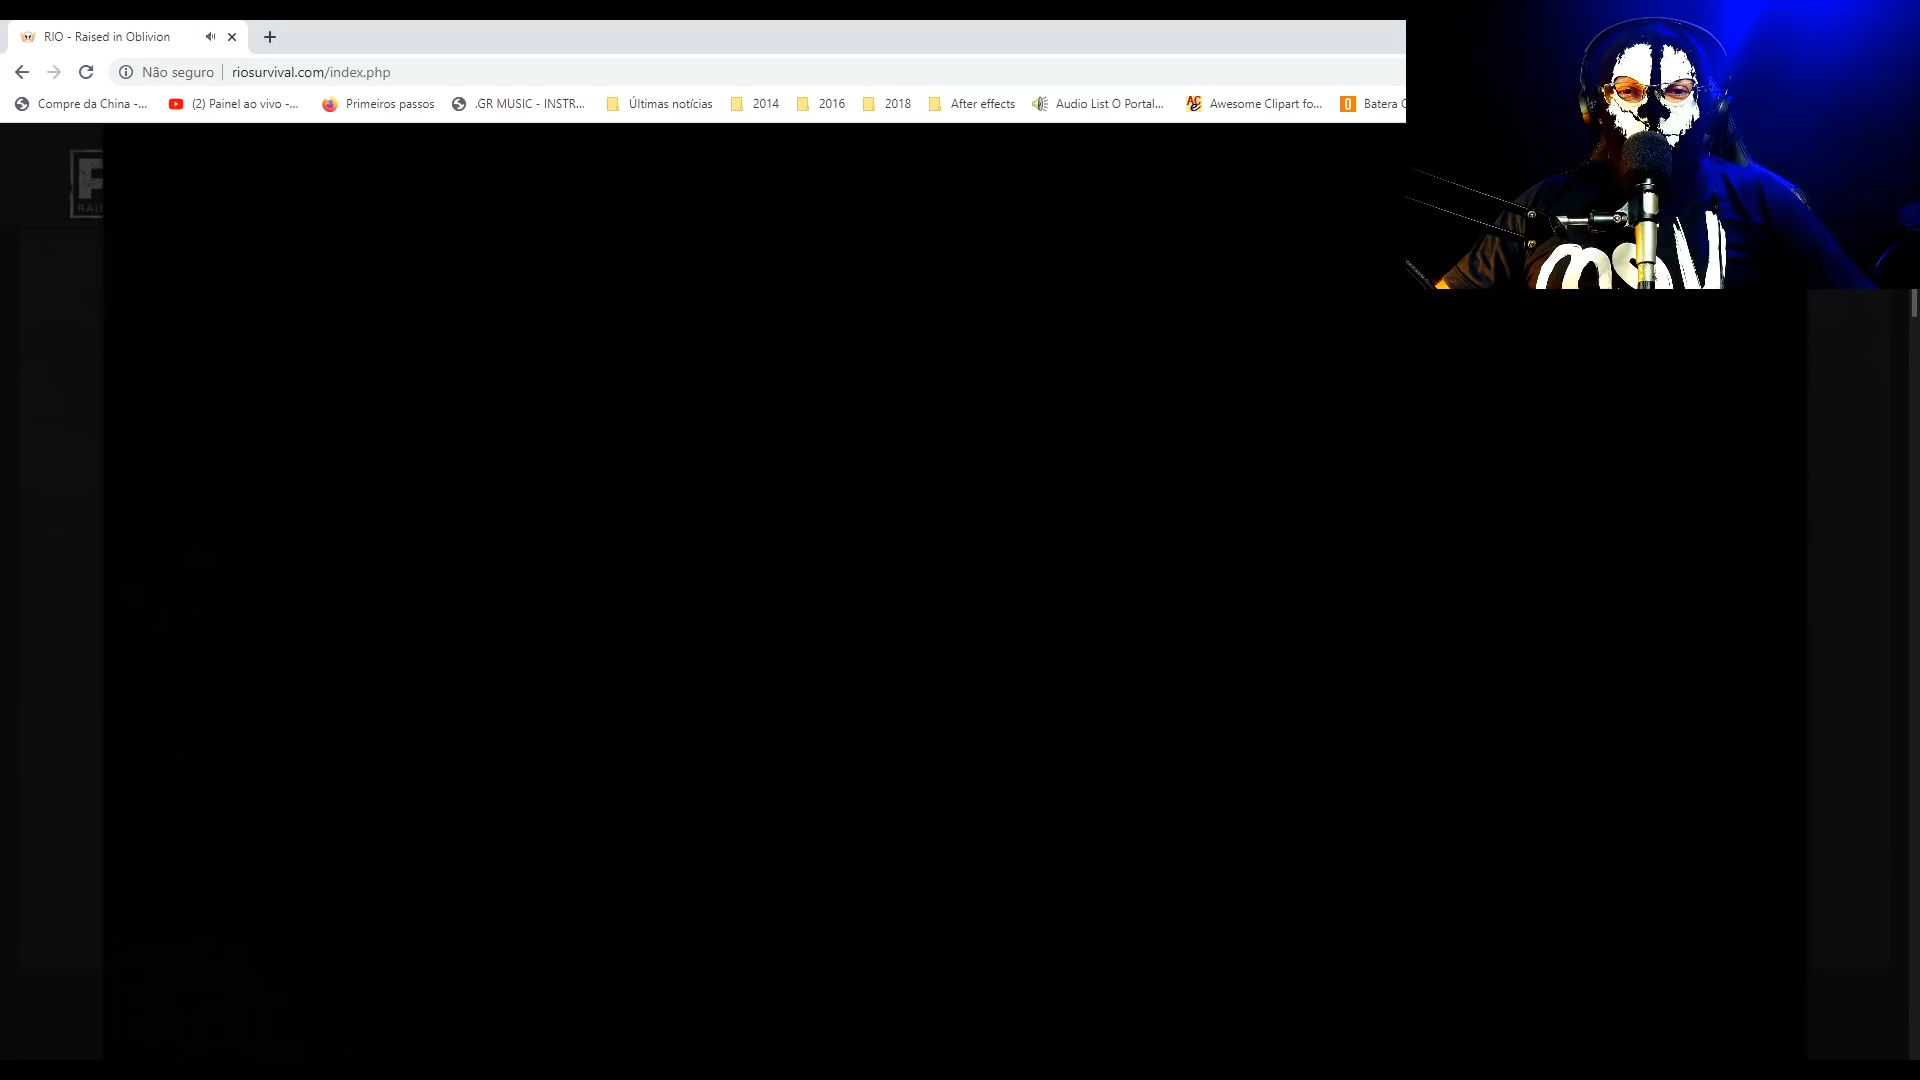 RIO - Raised in Oblivion
Não seguro
riosurvival.com/index.php
Compre da China -...
(2) Painel ao vivo -...
Primeiros passos
.GR MUSIC - INSTR...
Últimas notícias
2014
2016
2018
After effects
Audio List O Portal...
Awesome Clipart fo...
Batera
RAI